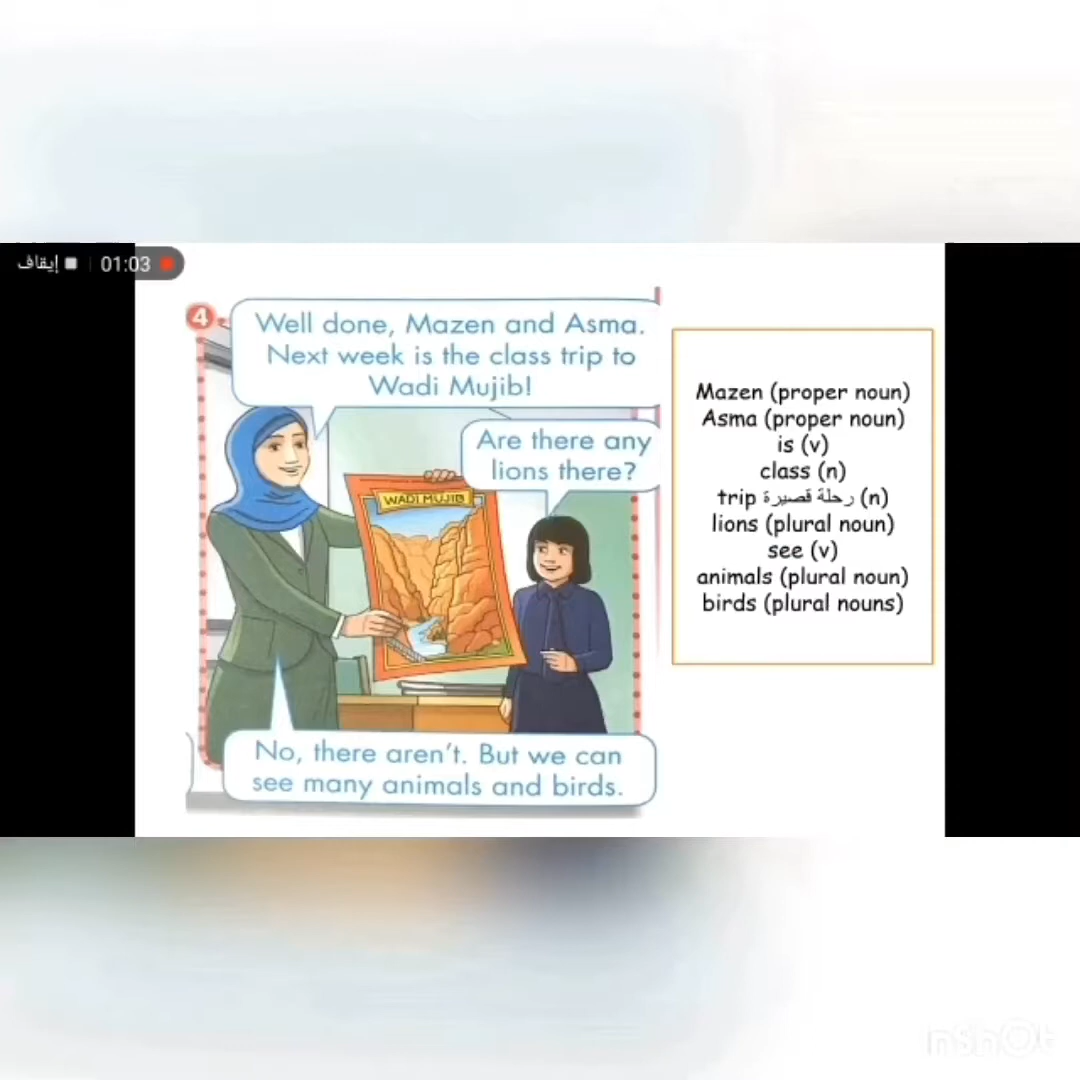 إيقاف
01:03
4
Well done, Mazen and Asma.
Next week is the class trip to
Wadi Mujib!
Are there any
lions there?
WADI MUJIB
No, there aren't. But we can
see many animals and birds.
Mazen (proper noun)
Asma (proper noun)
is (v)
class (n)
trip رحلة قصيرة (n)
lions (plural noun)
see (v)
animals (plural noun)
birds (plural nouns)